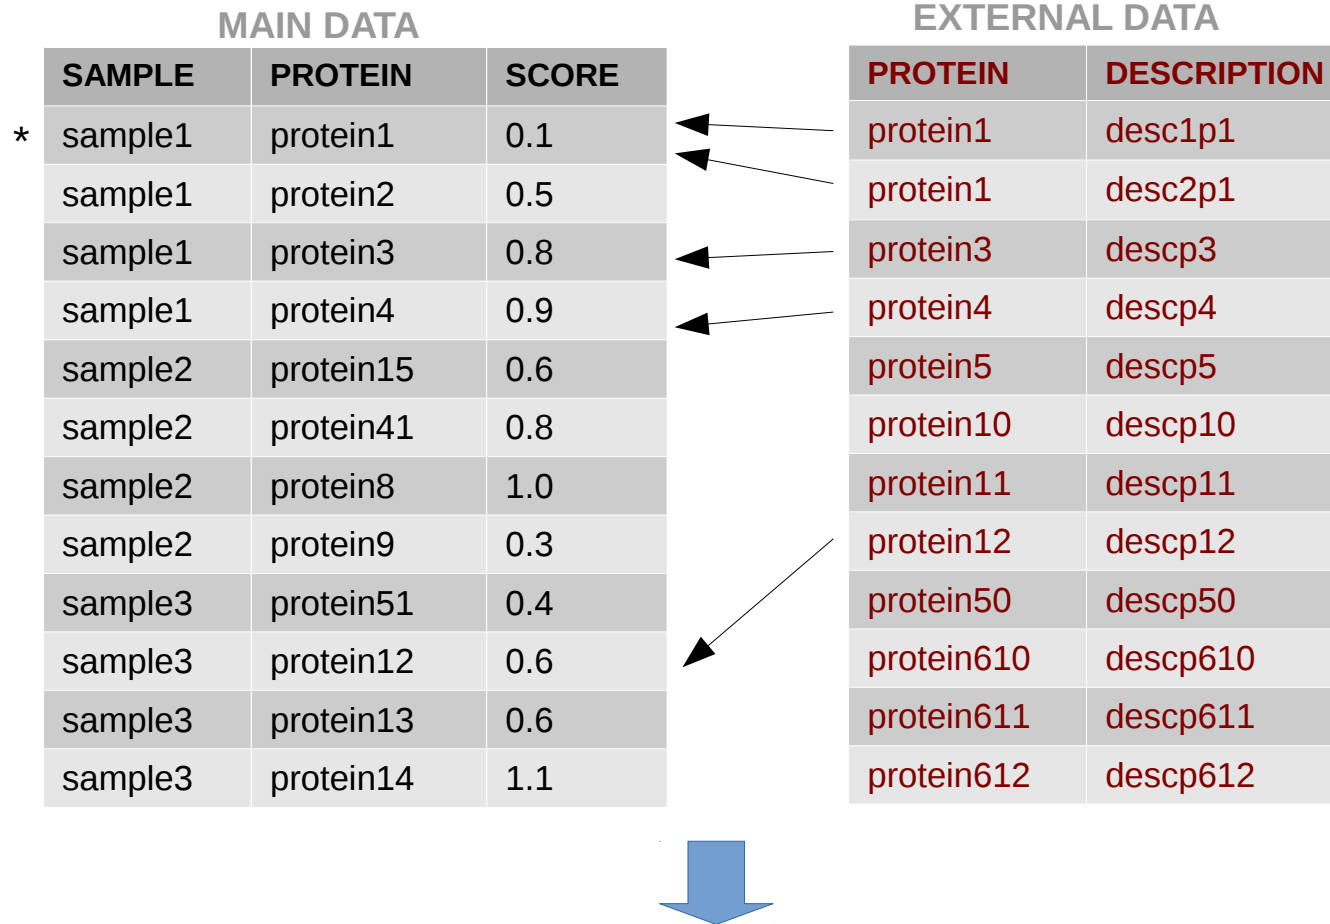 MAIN DATA
SAMPLE PROTEIN SCORE
* sample1 protein1 0.1
sample1 protein2 0.5
sample1 protein3 0.8
sample1 protein4 0.9
sample2 protein15 0.6
sample2 protein41 0.8
sample2 protein8 1.0
sample2 protein9 0.3
sample3 protein51 0.4
sample3 protein12 0.6
sample3 protein13 0.6
sample3 protein14 1.1
EXTERNAL DATA
PROTEIN DESCRIPTION
protein1 desc1p1
protein1 desc2p1
protein3 descp3
protein4 descp4
protein5 descp5
protein10 descp10
protein11 descp11
protein12 descp12
protein50 descp50
protein610 descp610
protein611 descp611
protein612 descp612